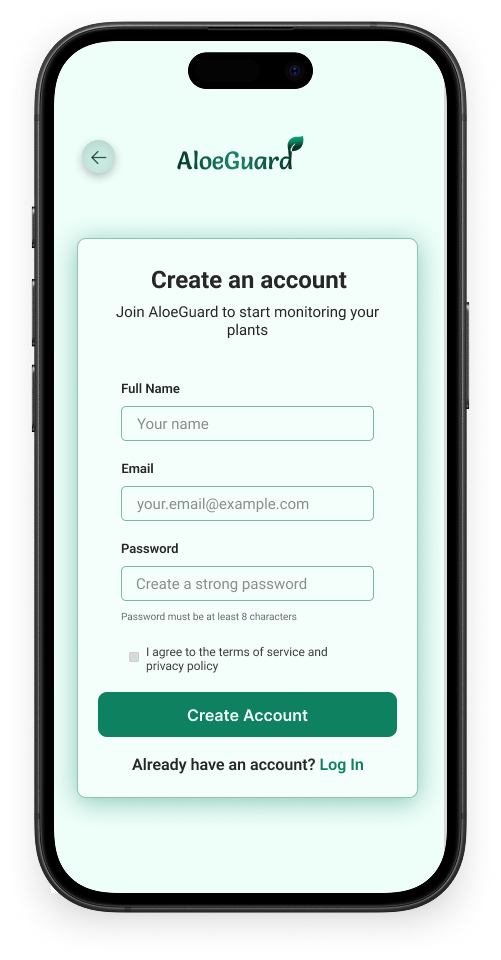 AloeGuard
Create an account
Join AloeGuard to start monitoring your
plants
Full Name
Your name
Email
your.email@example.com
Password
Create a strong password
Password must be at least 8 characters
I agree to the terms of service and
privacy policy
Create Account
Already have an account? Log In